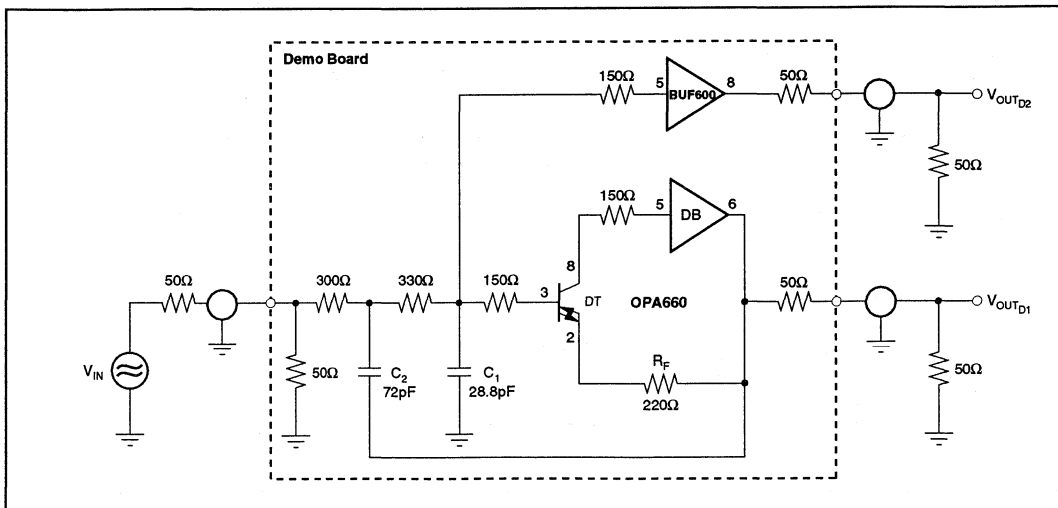 Demo Board
150Ω
5
BUF600
8
50Ω
V_OUT_D2
50Ω
150Ω
5
DB
6
8
50Ω
300Ω
330Ω
150Ω
3
DT
OPA660
50Ω
V_OUT_D1
2
V_IN
50Ω
C₂
72pF
C₁
28.8pF
R_F
220Ω
50Ω